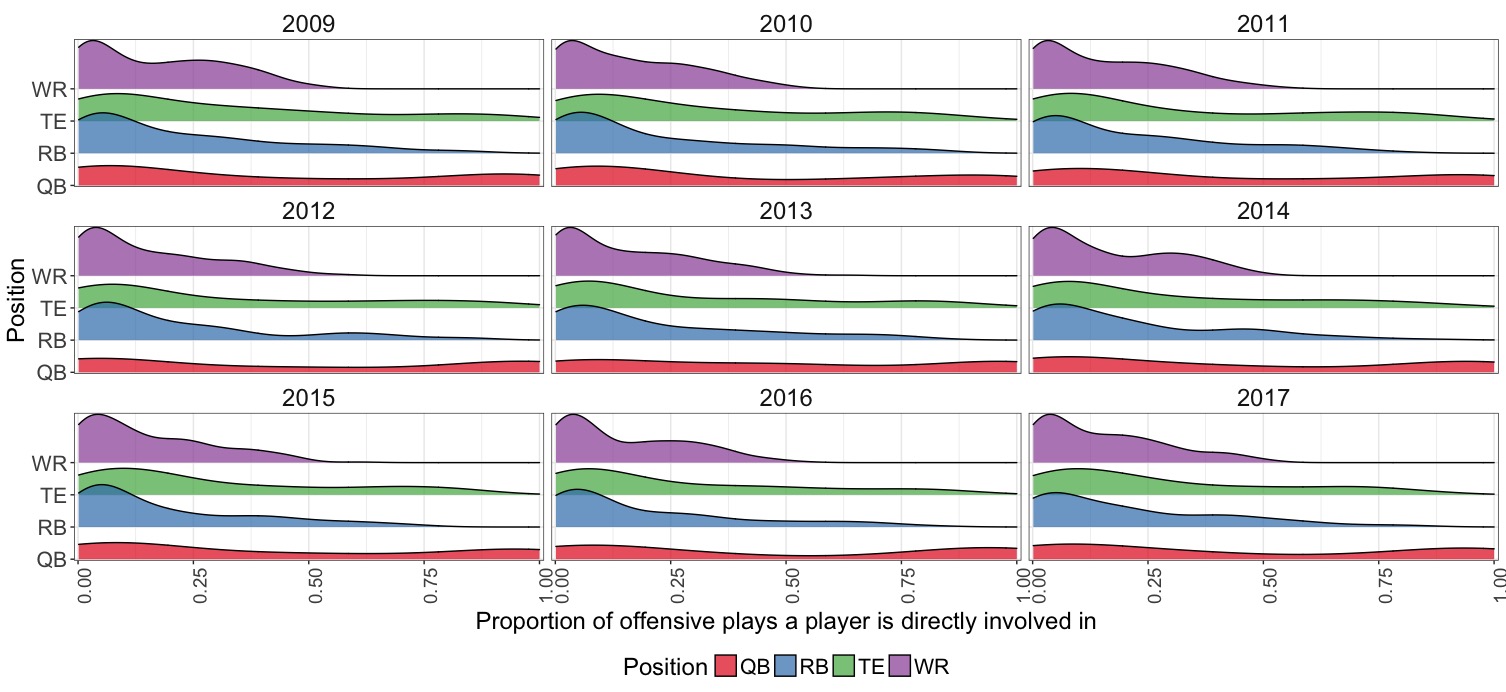 2009 2010 2011
WR
TE
RB
QB
2012 2013 2014
WR
TE
RB
QB
2015 2016 2017
WR
TE
RB
QB
Position
0.00 0.25 0.50 0.75 1.00 0.00 0.25 0.50 0.75 1.00 0.00 0.25 0.50 0.75 1.00
Proportion of offensive plays a player is directly involved in
Position QB RB TE WR